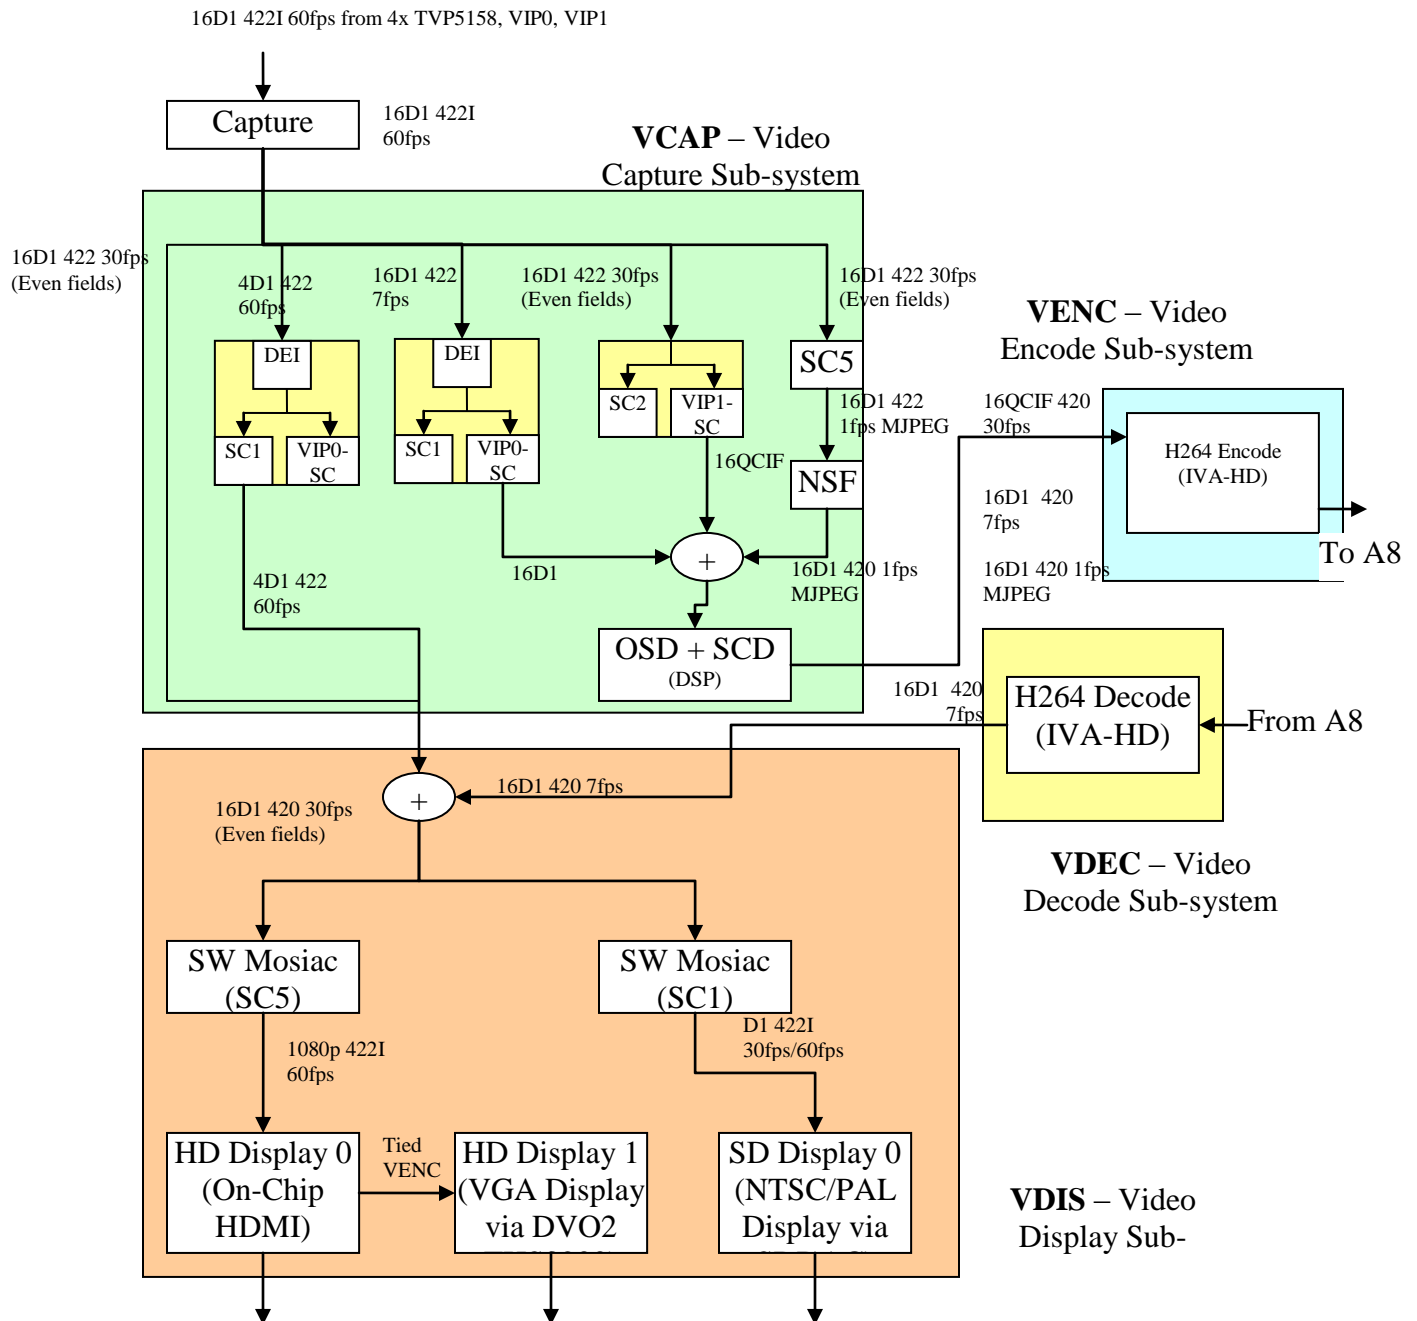 16D1 422I 60fps from 4x TVP5158, VIP0, VIP1
Capture
16D1 422I
60fps
VCAP – Video
Capture Sub-system
16D1 422 30fps
(Even fields)
4D1 422
60fps
16D1 422
7fps
16D1 422 30fps
(Even fields)
16D1 422 30fps
(Even fields)
DEI
SC1
VIP0-
SC
DEI
SC1
VIP0-
SC
SC2
VIP1-
SC
SC5
16D1 422
1fps MJPEG
NSF
16QCIF
VENC – Video
Encode Sub-system
16QCIF 420
30fps
H264 Encode
(IVA-HD)
16D1 420
7fps
To A8
16D1 420 1fps
MJPEG
+
16D1
16D1 420 1fps
MJPEG
4D1 422
60fps
OSD + SCD
(DSP)
16D1 420
7fps
H264 Decode
(IVA-HD)
From A8
VDEC – Video
Decode Sub-system
+
16D1 420 7fps
16D1 420 30fps
(Even fields)
SW Mosiac
(SC5)
SW Mosiac
(SC1)
1080p 422I
60fps
D1 422I
30fps/60fps
HD Display 0
(On-Chip
HDMI)
Tied
VENC
HD Display 1
(VGA Display
via DVO2
SD Display 0
(NTSC/PAL
Display via
VDIS – Video
Display Sub-